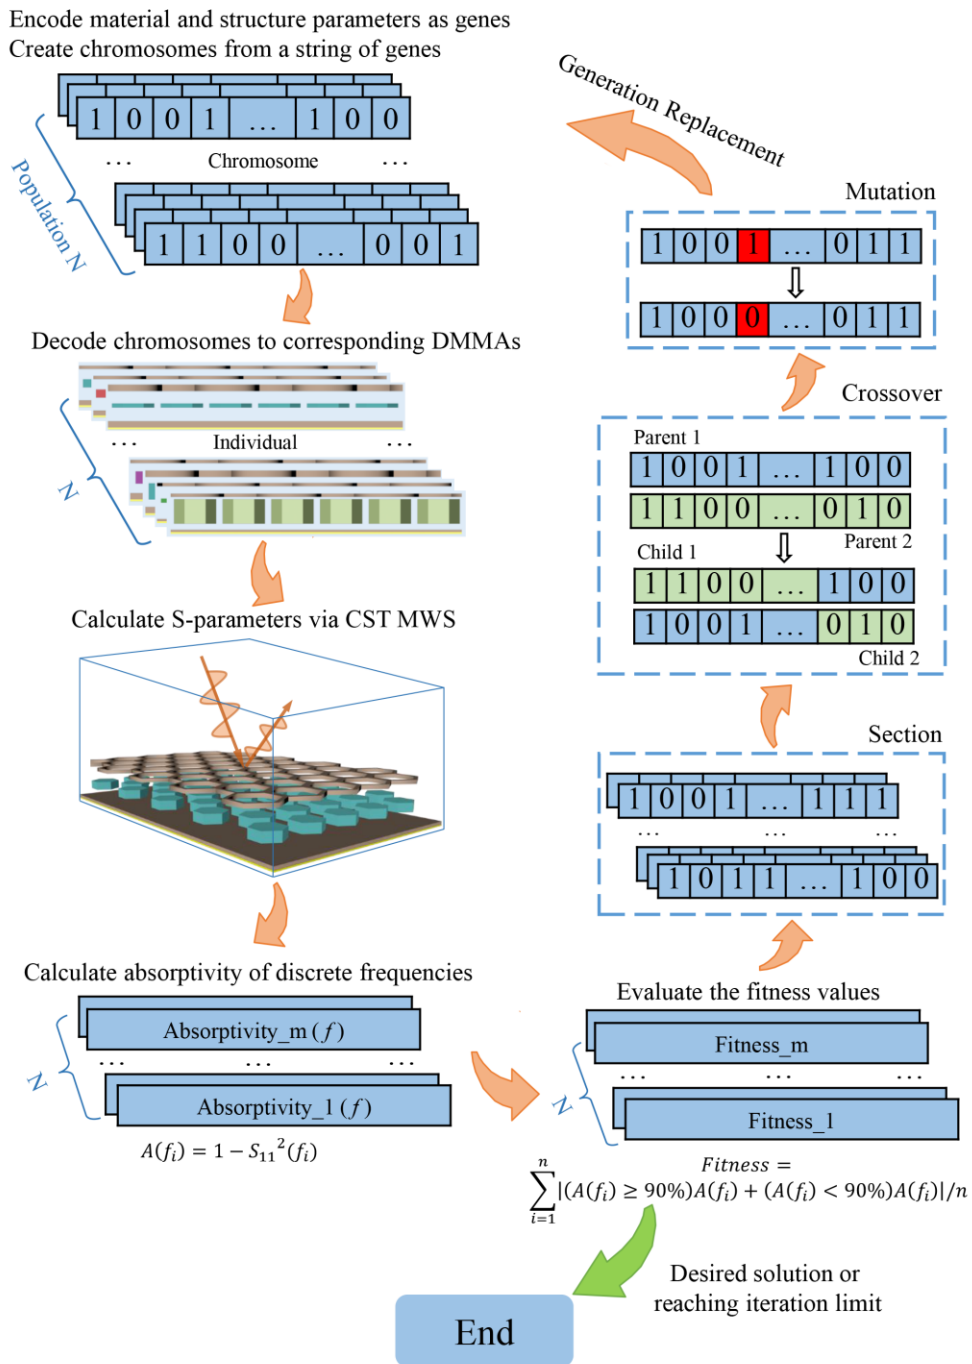 Encode material and structure parameters as genes
Create chromosomes from a string of genes
1 0 0 1 ... 1 0 0
... Chromosome ...
Population N
1 1 0 0 ... 0 0 1
Decode chromosomes to corresponding DMMAs
... Individual ...
N
Calculate S-parameters via CST MWS
Calculate absorptivity of discrete frequencies
Absorptivity_m (f)
... ... ...
N
Absorptivity_1 (f)
A(f_i) = 1 − S_11^2(f_i)
Generation Replacement
Mutation
1 0 0 1 ... 0 1 1
1 0 0 0 ... 0 1 1
Crossover
Parent 1
1 0 0 1 ... 1 0 0
1 1 0 0 ... 0 1 0
Parent 2
Child 1
1 1 0 0 ... 1 0 0
1 0 0 1 ... 0 1 0
Child 2
Section
1 0 0 1 ... 1 1 1
... ... ...
1 0 1 1 ... 1 0 0
Evaluate the fitness values
Fitness_m
... ... ...
N
Fitness_1
Fitness =
∑_{i=1}^{n} |(A(f_i) ≥ 90%)A(f_i) + (A(f_i) < 90%)A(f_i)|/n
Desired solution or
reaching iteration limit
End